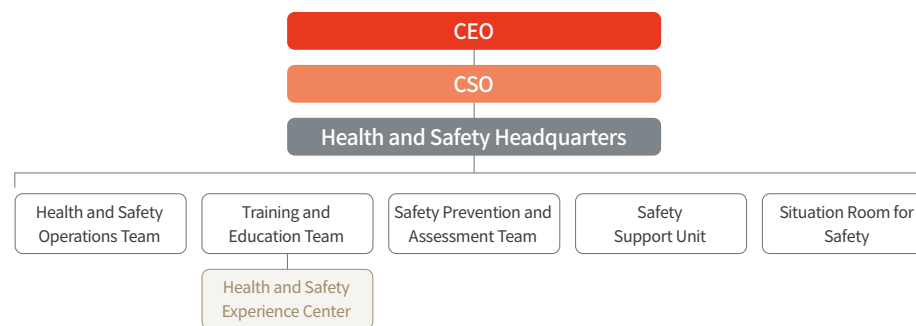 CEO
CSO
Health and Safety Headquarters
Health and Safety
Operations Team
Training and
Education Team
Safety Prevention and
Assessment Team
Safety
Support Unit
Situation Room for
Safety
Health and Safety
Experience Center